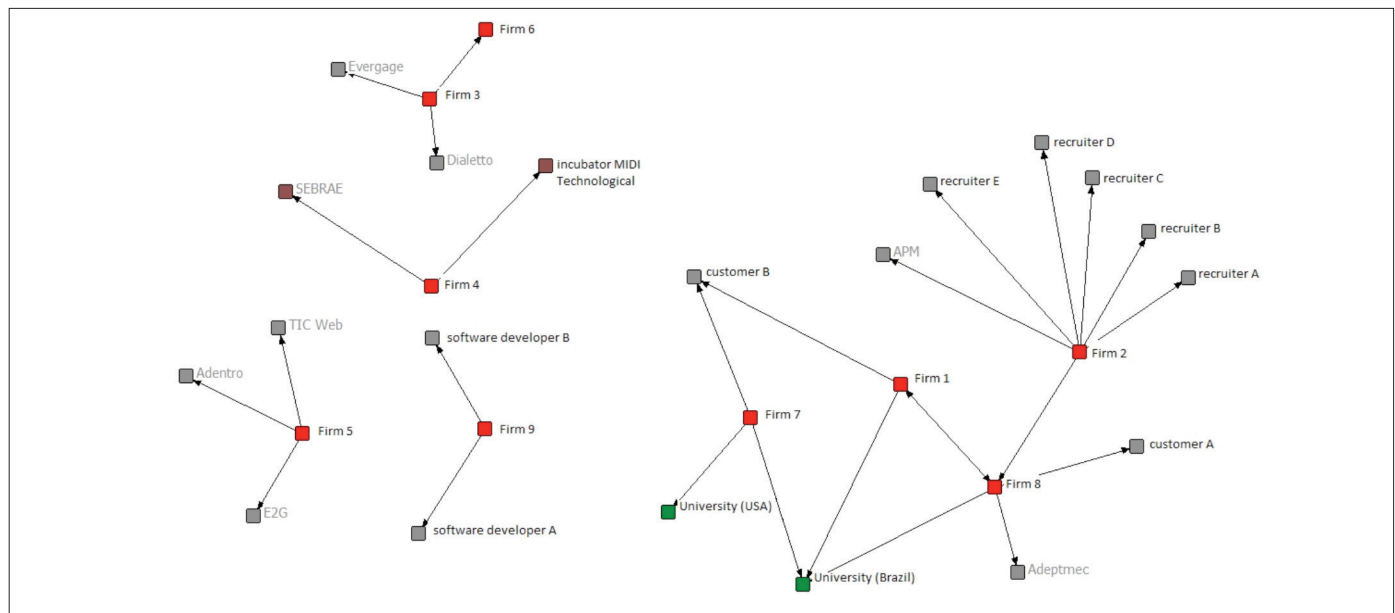 Firm 6
Evergage
Firm 3
Dialetto
incubator MIDI
Technological
SEBRAE
Firm 4
TIC Web
software developer B
Adentro
Firm 5
Firm 9
E2G
software developer A
recruiter D
recruiter E
recruiter C
recruiter B
APM
customer B
recruiter A
Firm 2
Firm 1
Firm 7
customer A
Firm 8
University (USA)
University (Brazil)
Adeptmec